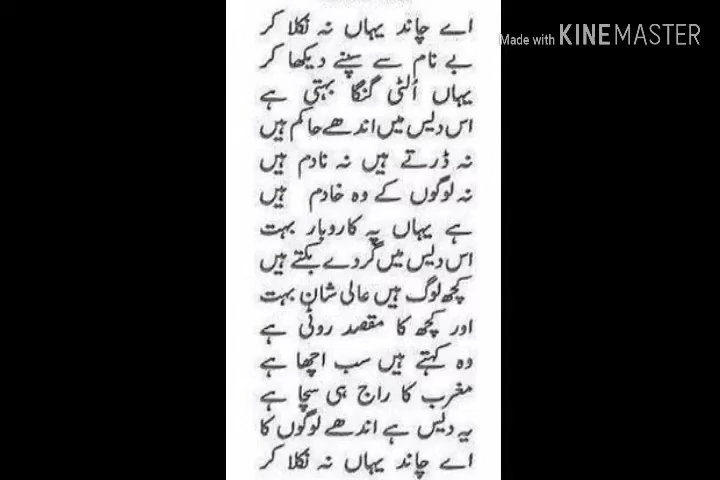 Made with KINEMASTER
اے چاند یہاں نہ نکلا کر
بے نام سے سپنے دیکھا کر
یہاں اُلٹی گنگا بہتی ہے
اس دیس میں اندھے حاکم ہیں
نہ ڈرتے ہیں نہ نادم ہیں
نہ لوگوں کے وہ خادم ہیں
ہے یہاں پہ کاروبار بہت
اس دیس میں گردے بکتے ہیں
کچھ لوگ ہیں عالی شان بہت
اور کچھ کا مقصد روٹی ہے
وہ کہتے ہیں سب اچھا ہے
مغرب کا راج ہی سچا ہے
یہ دیس ہے اندھے لوگوں کا
اے چاند یہاں نہ نکلا کر